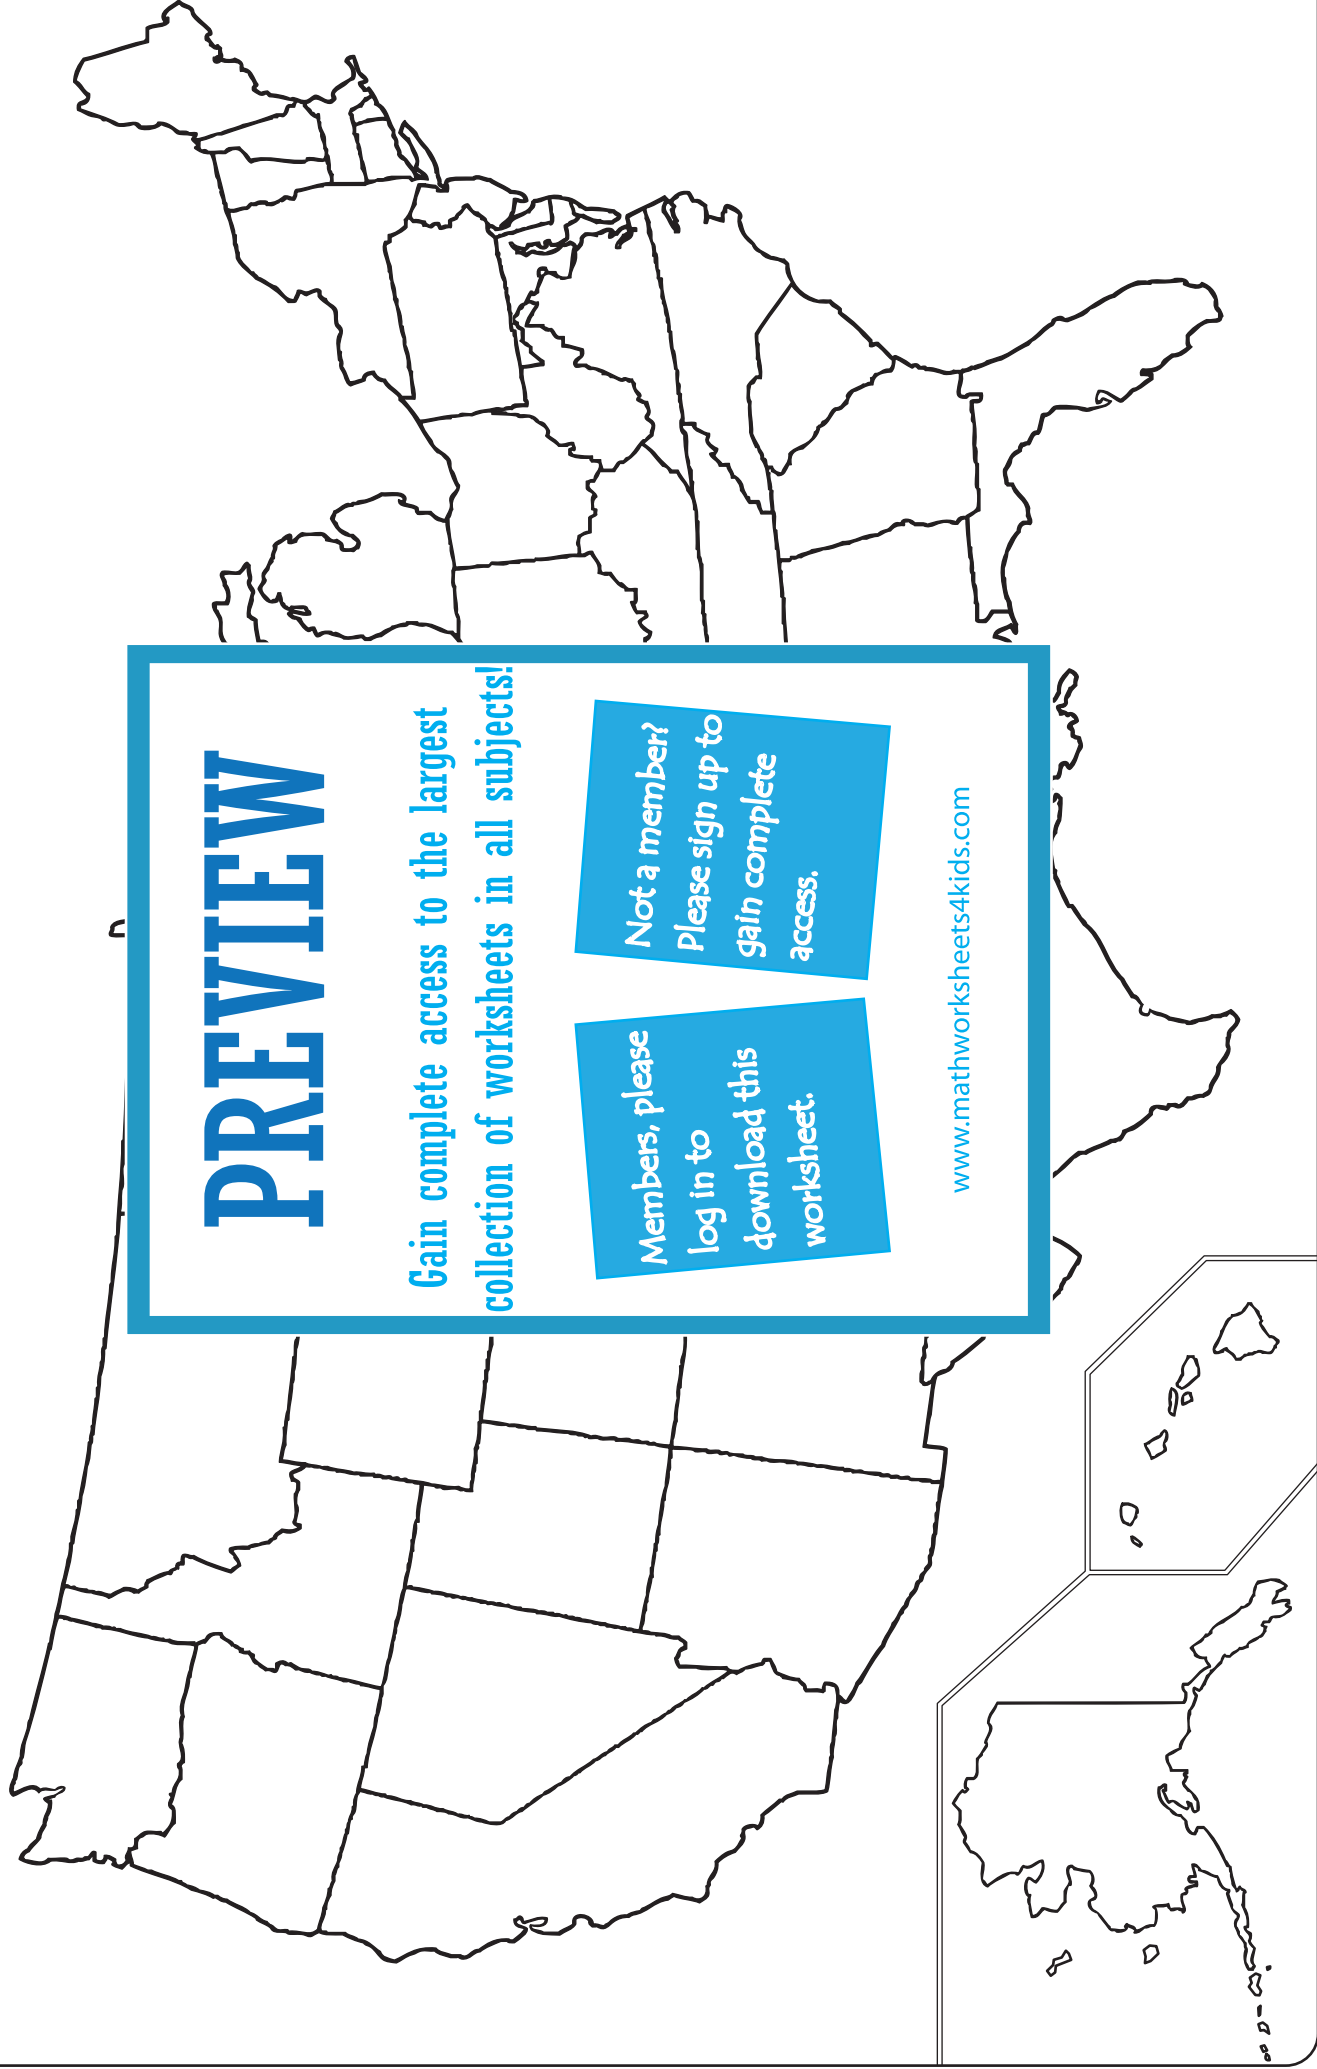 PREVIEW
Gain complete access to the largest
collection of worksheets in all subjects!
Members, please
log in to
download this
worksheet.
Not a member?
Please sign up to
gain complete
access.
www.mathworksheets4kids.com